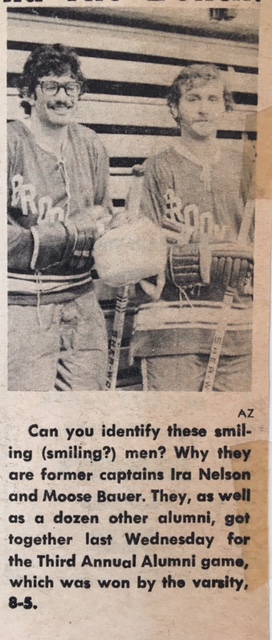 AZ
Can you identify these smil-
ing (smiling?) men? Why they
are former captains Ira Nelson
and Moose Bauer. They, as well
as a dozen other alumni, got
together last Wednesday for
the Third Annual Alumni game,
which was won by the varsity,
8-5.